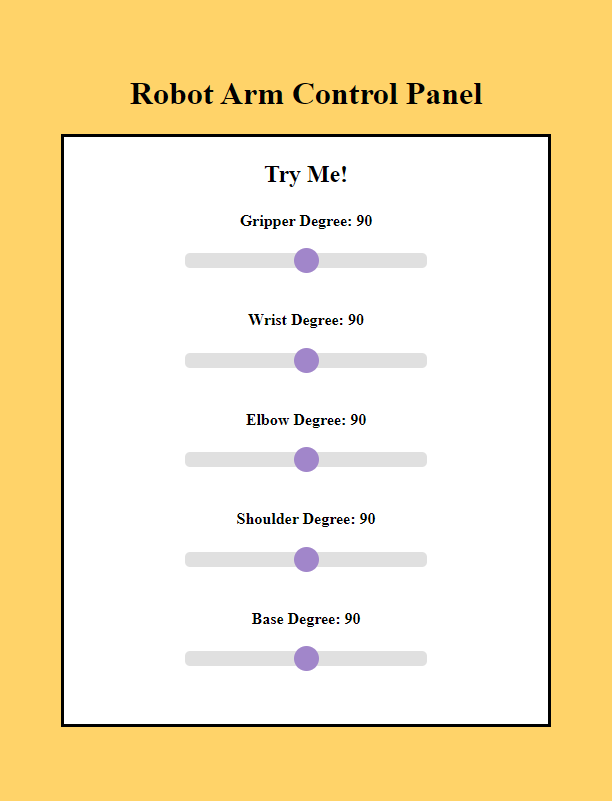 Robot Arm Control Panel
Try Me!
Gripper Degree: 90
Wrist Degree: 90
Elbow Degree: 90
Shoulder Degree: 90
Base Degree: 90